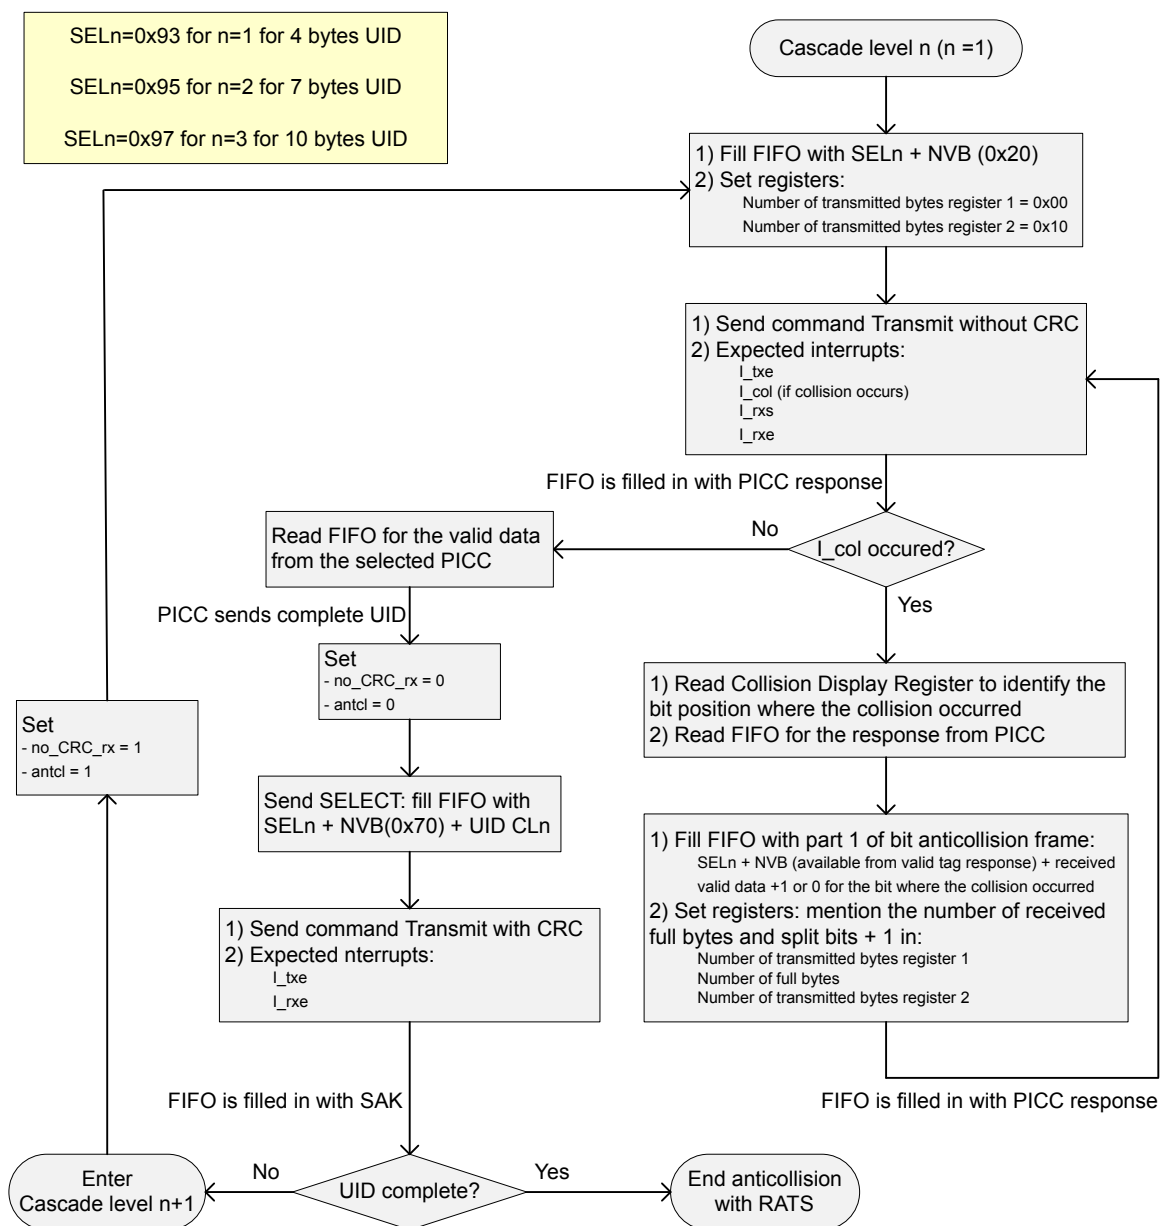 SELn=0x93 for n=1 for 4 bytes UID
SELn=0x95 for n=2 for 7 bytes UID
SELn=0x97 for n=3 for 10 bytes UID
Cascade level n (n =1)
1) Fill FIFO with SELn + NVB (0x20)
2) Set registers:
Number of transmitted bytes register 1 = 0x00
Number of transmitted bytes register 2 = 0x10
1) Send command Transmit without CRC
2) Expected interrupts:
I_txe
I_col (if collision occurs)
I_rxs
I_rxe
FIFO is filled in with PICC response
I_col occured?
No
Yes
Read FIFO for the valid data
from the selected PICC
PICC sends complete UID
Set
- no_CRC_rx = 0
- antcl = 0
1) Read Collision Display Register to identify the
bit position where the collision occurred
2) Read FIFO for the response from PICC
Set
- no_CRC_rx = 1
- antcl = 1
Send SELECT: fill FIFO with
SELn + NVB(0x70) + UID CLn
1) Fill FIFO with part 1 of bit anticollision frame:
SELn + NVB (available from valid tag response) + received
valid data +1 or 0 for the bit where the collision occurred
2) Set registers: mention the number of received
full bytes and split bits + 1 in:
Number of transmitted bytes register 1
Number of full bytes
Number of transmitted bytes register 2
1) Send command Transmit with CRC
2) Expected nterrupts:
I_txe
I_rxe
FIFO is filled in with SAK
FIFO is filled in with PICC response
UID complete?
No
Yes
Enter
Cascade level n+1
End anticollision
with RATS